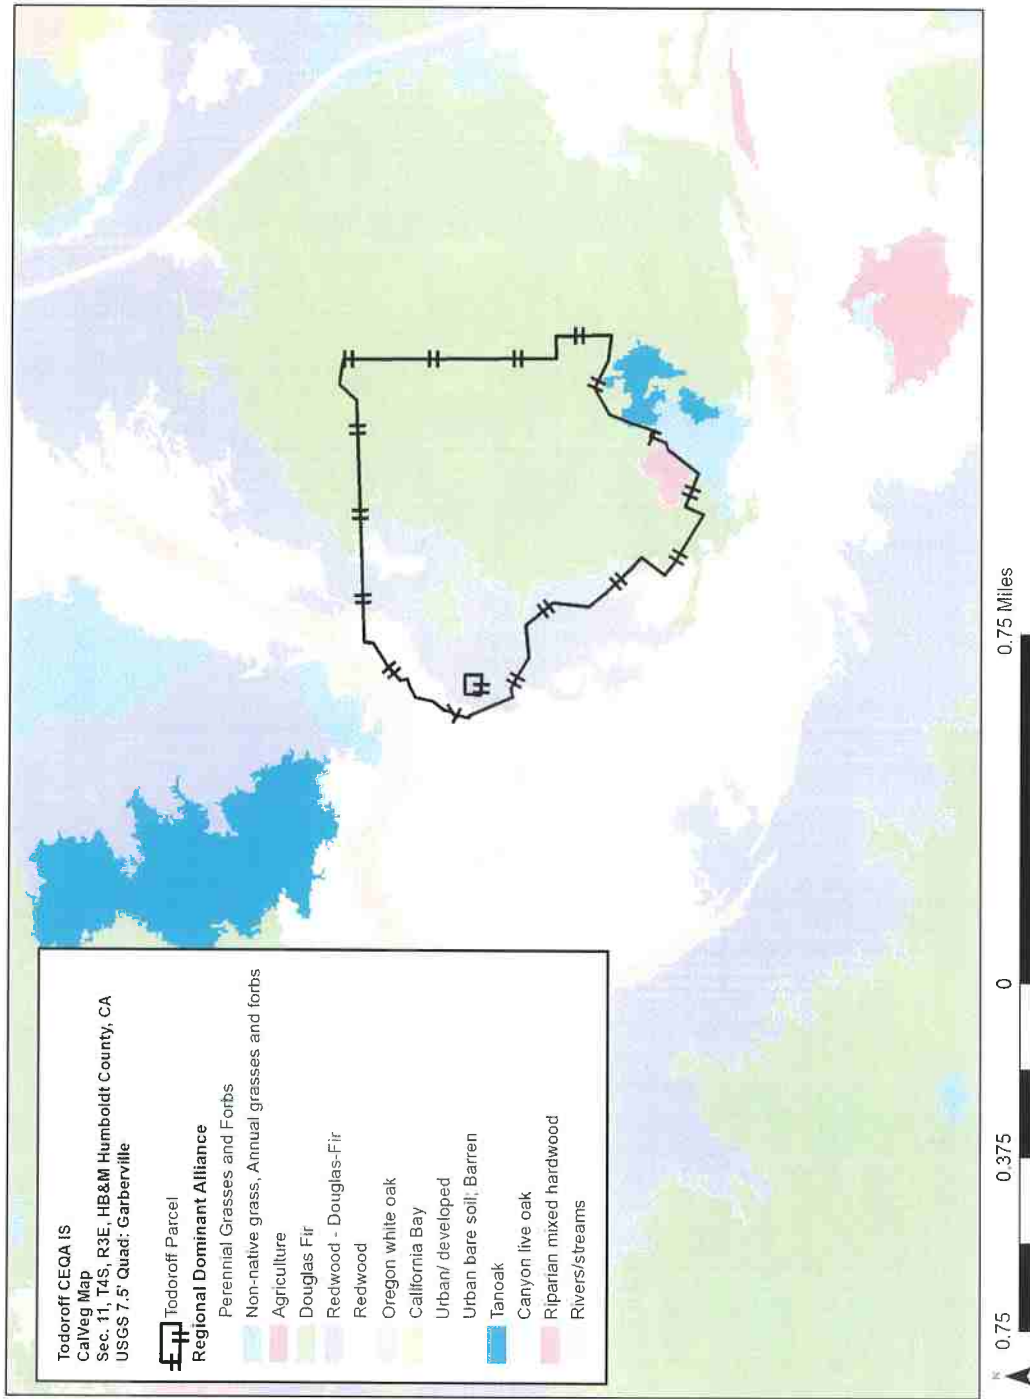 Todoroff CEQA IS
CalVeg Map
Sec. 11, T4S, R3E, HB&M Humboldt County, CA
USGS 7.5' Quad: Garberville
Todoroff Parcel
Regional Dominant Alliance
Perennial Grasses and Forbs
Non-native grass, Annual grasses and forbs
Agriculture
Douglas Fir
Redwood - Douglas-Fir
Redwood
Oregon white oak
California Bay
Urban/ developed
Urban bare soil; Barren
Tanoak
Canyon live oak
Riparian mixed hardwood
Rivers/streams
N
0.75 0.375 0 0.75 Miles